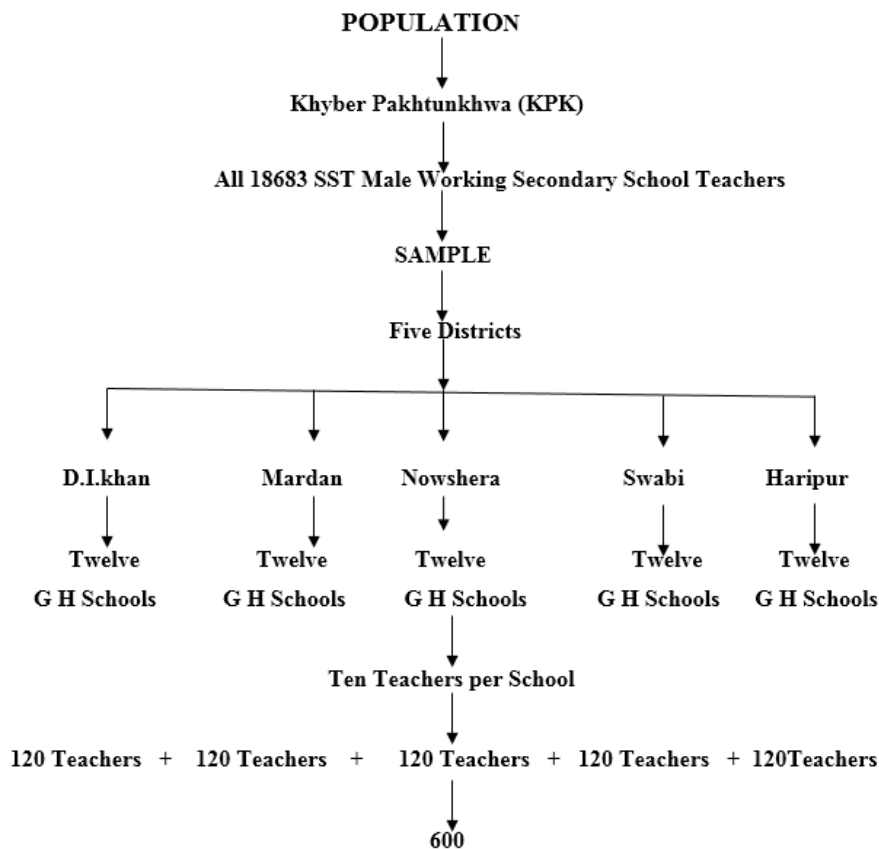 POPULATION
Khyber Pakhtunkhwa (KPK)
All 18683 SST Male Working Secondary School Teachers
SAMPLE
Five Districts
D.I.khan Mardan Nowshera Swabi Haripur
Twelve Twelve Twelve Twelve Twelve
G H Schools G H Schools G H Schools G H Schools G H Schools
Ten Teachers per School
120 Teachers + 120 Teachers + 120 Teachers + 120 Teachers + 120Teachers
600